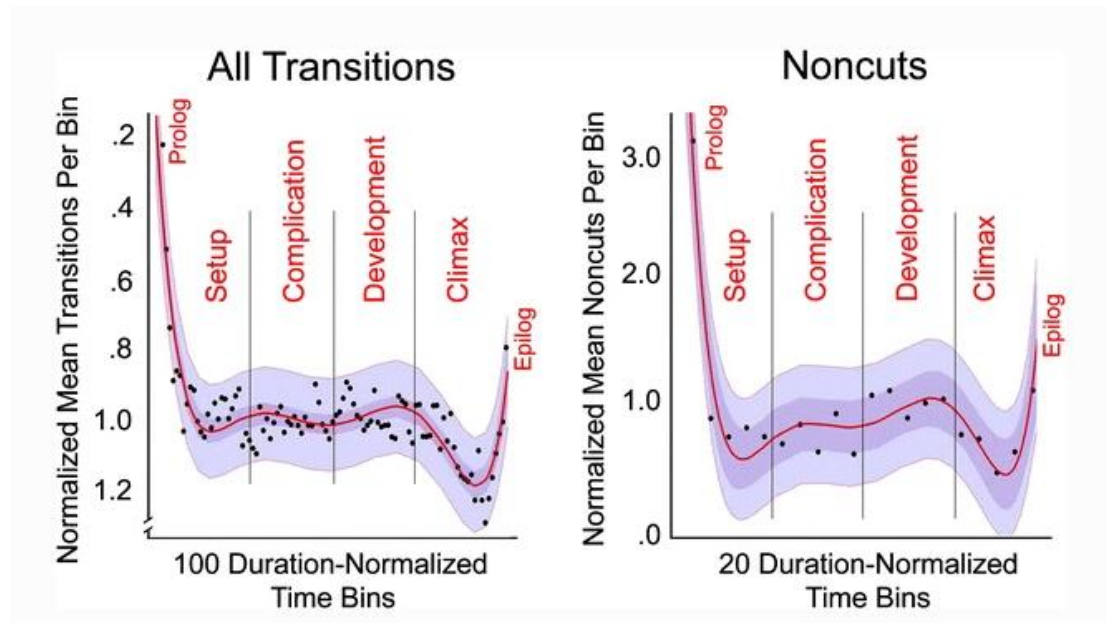 All Transitions
Normalized Mean Transitions Per Bin
.2
.4
.6
.8
1.0
1.2
Prolog
Setup
Complication
Development
Climax
Epilog
100 Duration-Normalized
Time Bins
Noncuts
Normalized Mean Noncuts Per Bin
3.0
2.0
1.0
.0
Prolog
Setup
Complication
Development
Climax
Epilog
20 Duration-Normalized
Time Bins